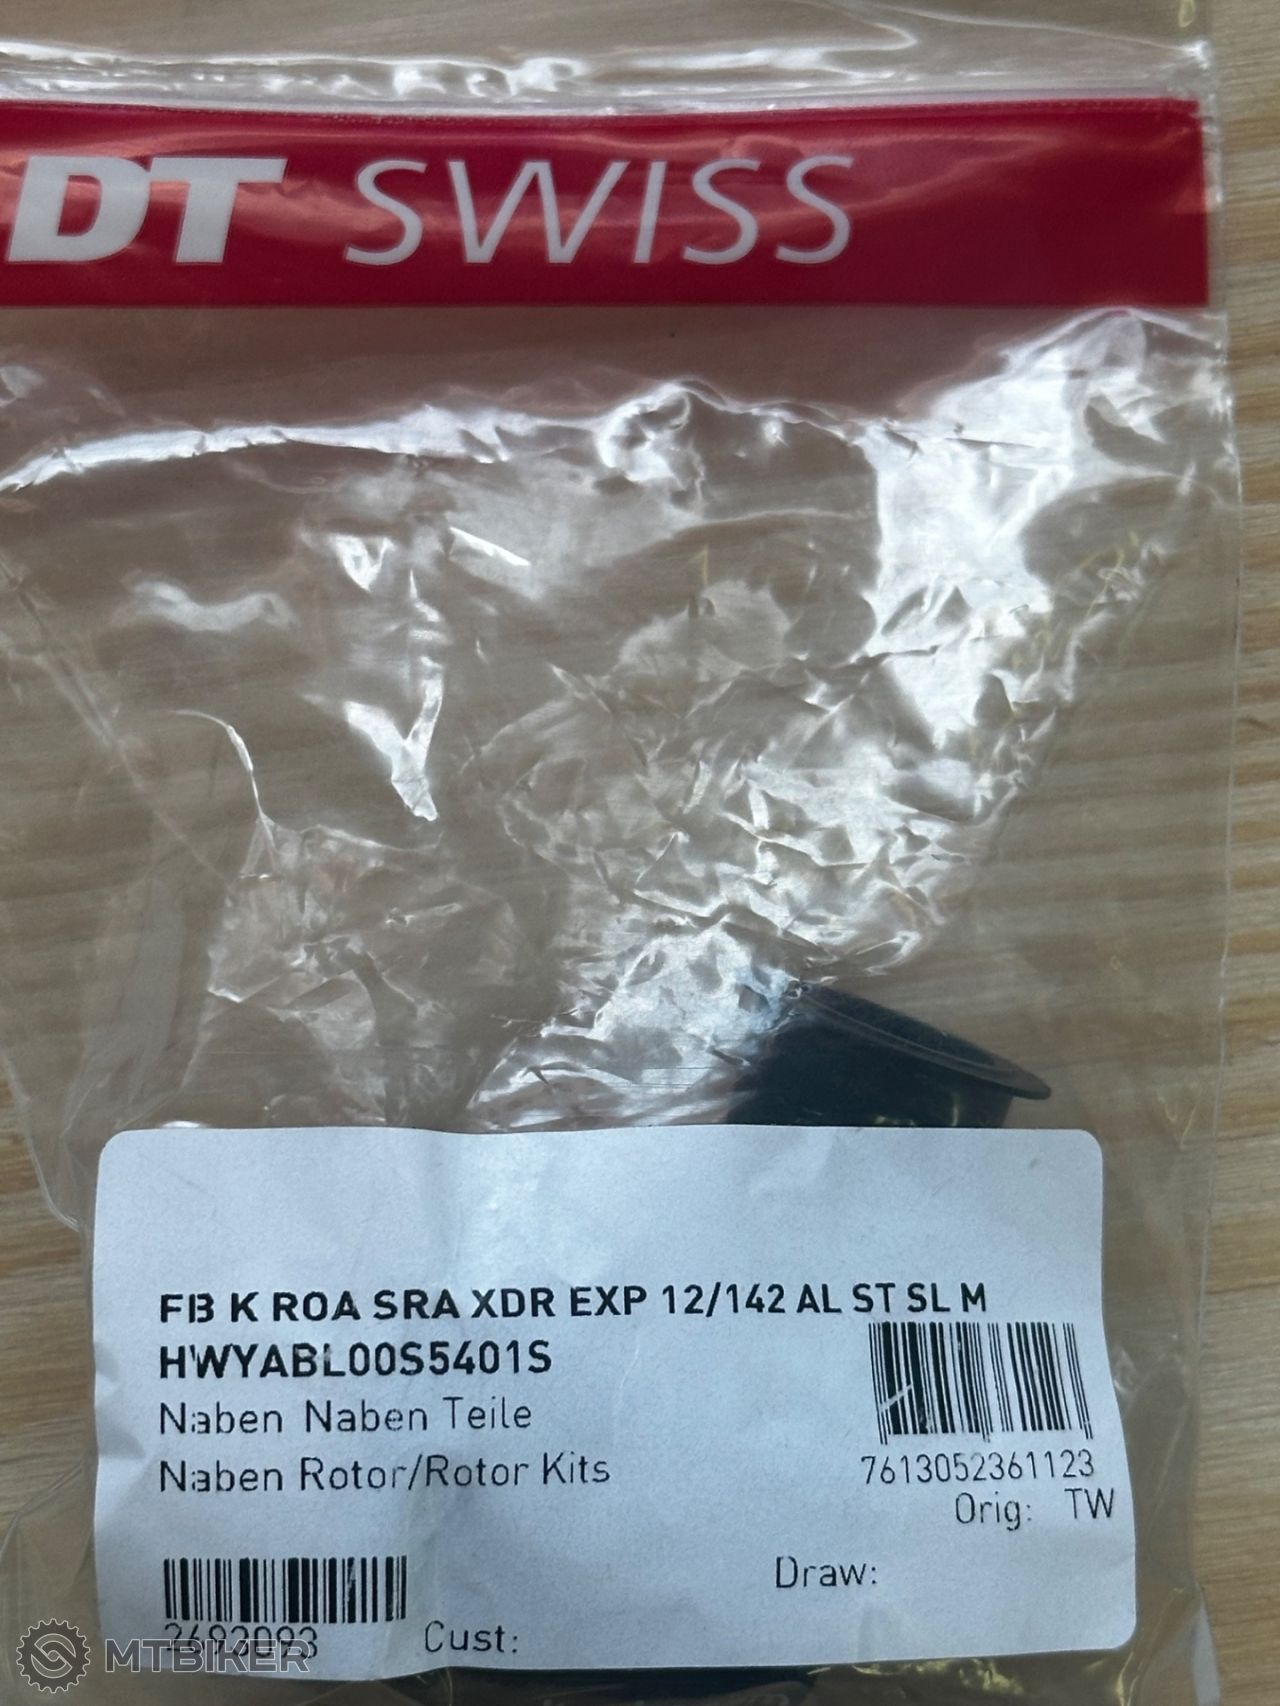 DT SWISS
FB K ROA SRA XDR EXP 12/142 AL ST SL M
HWYABL00S5401S
Naben Naben Teile
Naben Rotor/Rotor Kits
7613052361123
Orig: TW
Draw:
2693093
Cust:
MTBIKER